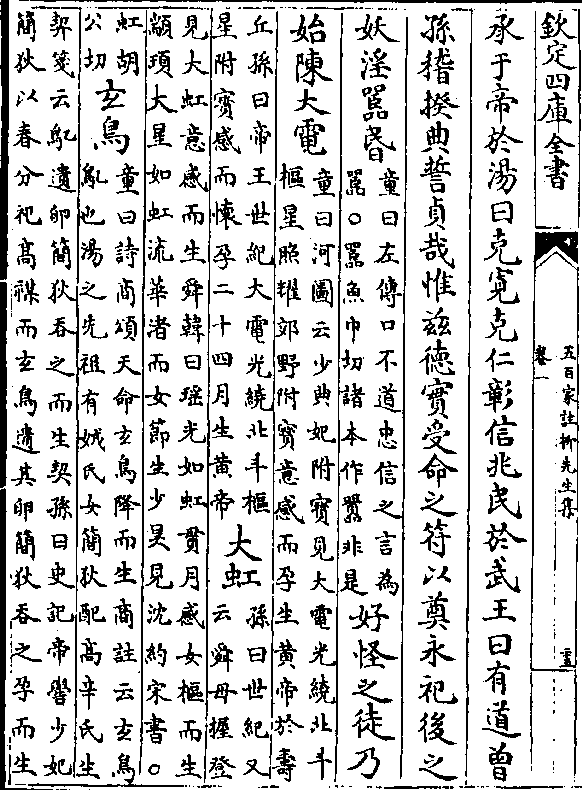 欽定四庫全書
五百家註柳先生集
卷一
承于帝於湯曰克寛克仁彰信兆民於武王曰有道曾
孫稽揆典誓貞哉惟兹徳實受命之符以奠永祀後之
妖淫嚚昬
童曰左傳口不道忠信之言為
嚚〇嚚魚巾切諸本作嚻非是
好怪之徒乃
始陳大電
童曰河圖云少典妃附寳見大電光繞北斗
樞星照耀郊野附寳意感而孕生黄帝於夀
丘孫曰帝王世紀大電光繞北斗樞
星附寳感而懐孕二十四月生黄帝
大虹
孫曰世紀又
云舜母握登
見大虹意感而生舜韓曰瑶光如虹貫月感女樞而生
顓頊大星如虹流華渚而女節生少昊見沈約宋書〇
虹胡
公切
玄鳥
童曰詩商頌天命玄鳥降而生商註云玄鳥
鳦也湯之先祖有娀氏女簡狄配髙辛氏生
契箋云鳦遺卵簡狄吞之而生契孫曰史記帝嚳少妃
簡狄以春分祀髙禖而玄鳥遺其卵簡狄吞之孕而生